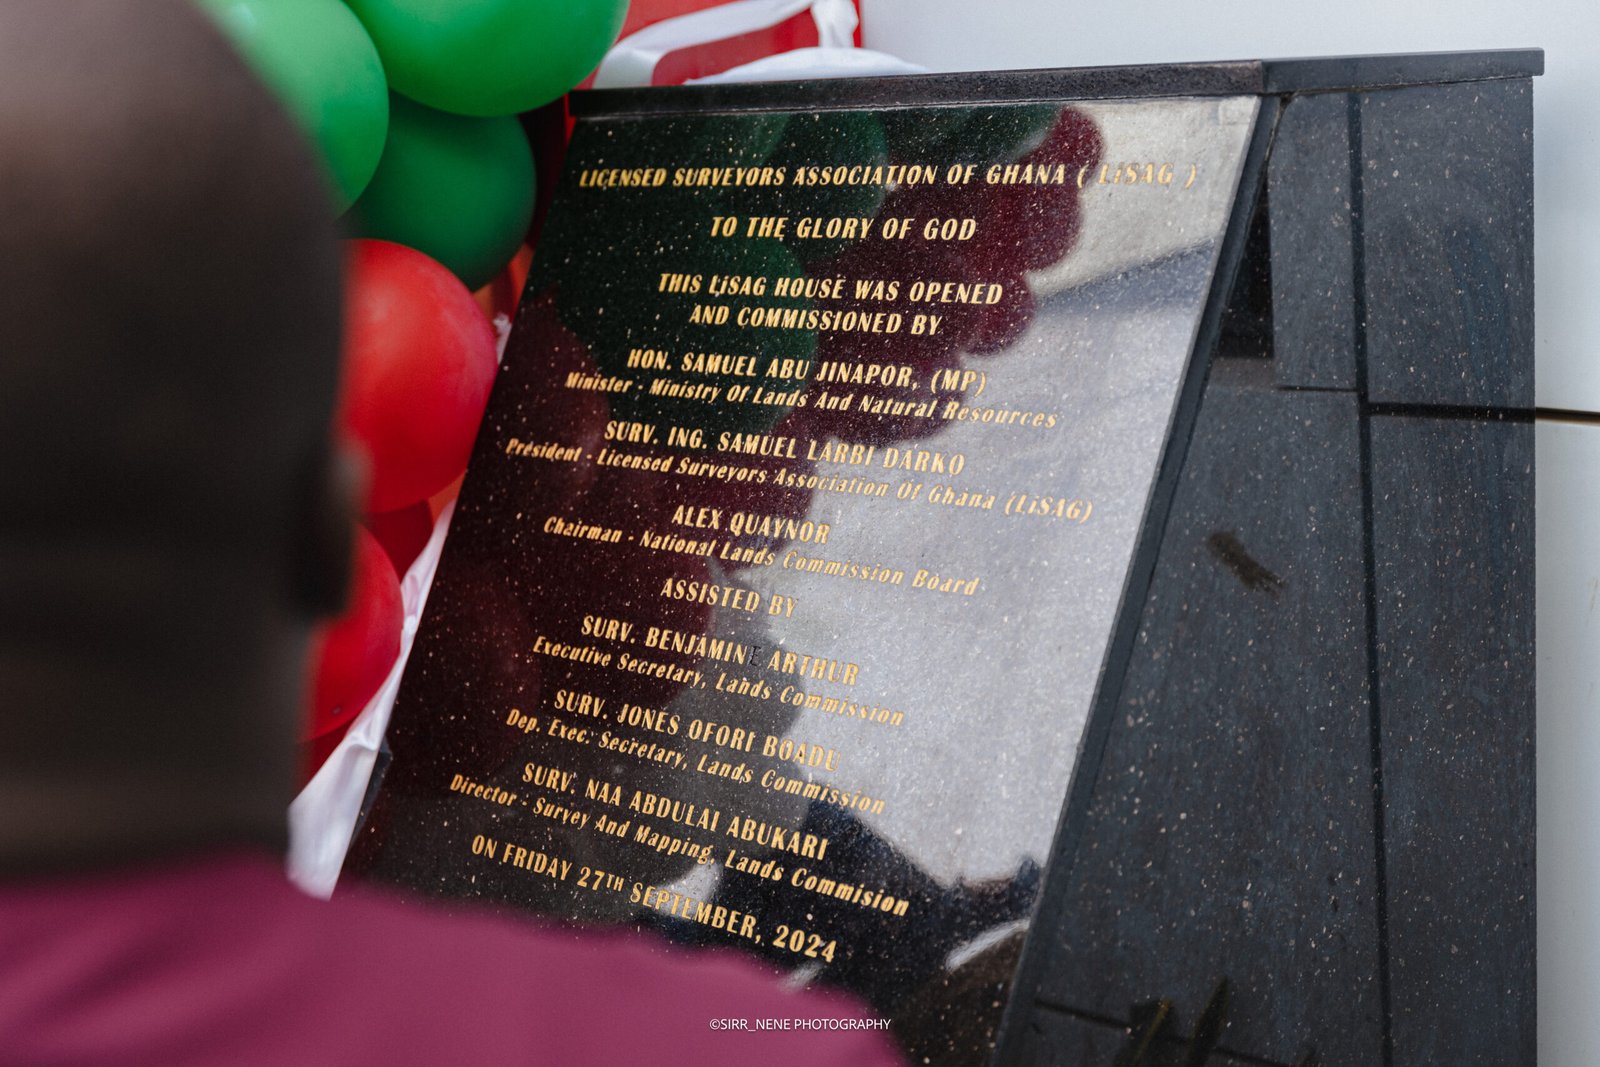 LICENSED SURVEYORS ASSOCIATION OF GHANA ( LiSAG )
TO THE GLORY OF GOD
THIS LiSAG HOUSE WAS OPENED
AND COMMISSIONED BY
HON. SAMUEL ABU JINAPOR, (MP)
Minister - Ministry Of Lands And Natural Resources
SURV. ING. SAMUEL LARBI DARKO
President - Licensed Surveyors Association Of Ghana (LiSAG)
ALEX QUAYNOR
Chairman - National Lands Commission Board
ASSISTED BY
SURV. BENJAMINE ARTHUR
Executive Secretary, Lands Commission
SURV. JONES OFORI BOADU
Dep. Exec. Secretary, Lands Commission
SURV. NAA ABDULAI ABUKARI
Director - Survey And Mapping, Lands Commision
ON FRIDAY 27TH SEPTEMBER, 2024
©SIRR_NENE PHOTOGRAPHY